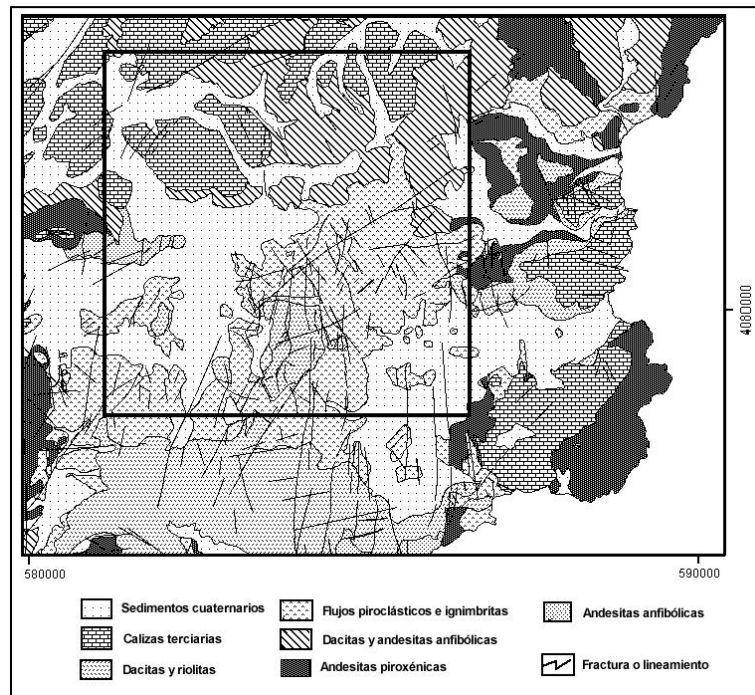 40800000
580000
590000
Sedimentos cuaternarios
Flujos piroclásticos e ignimbritas
Andesitas anfibólicas
Calizas terciarias
Dacitas y andesitas anfibólicas
Dacitas y riolitas
Andesitas piroxénicas
Fractura o lineamiento